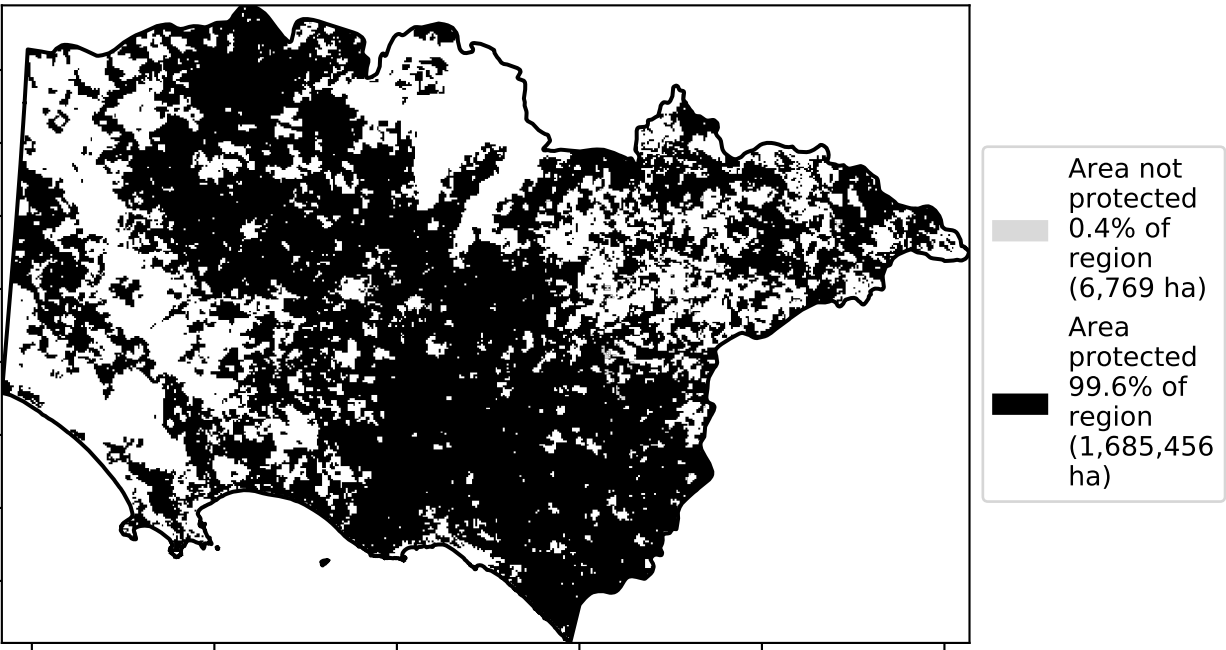 Area not
protected
0.4% of
region
(6,769 ha)
Area
protected
99.6% of
region
(1,685,456
ha)